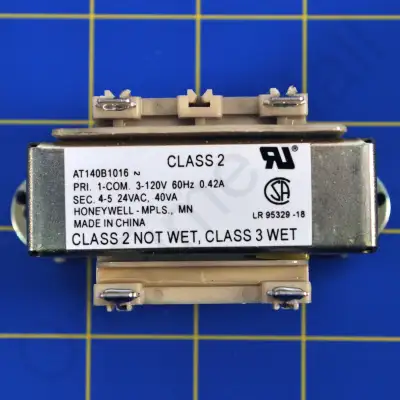 CLASS 2
AT140B1016 ~
PRI. 1-COM. 3-120V 60Hz 0.42A
SEC. 4-5 24VAC, 40VA
HONEYWELL - MPLS., MN
MADE IN CHINA
LR 95329 -18
CLASS 2 NOT WET, CLASS 3 WET